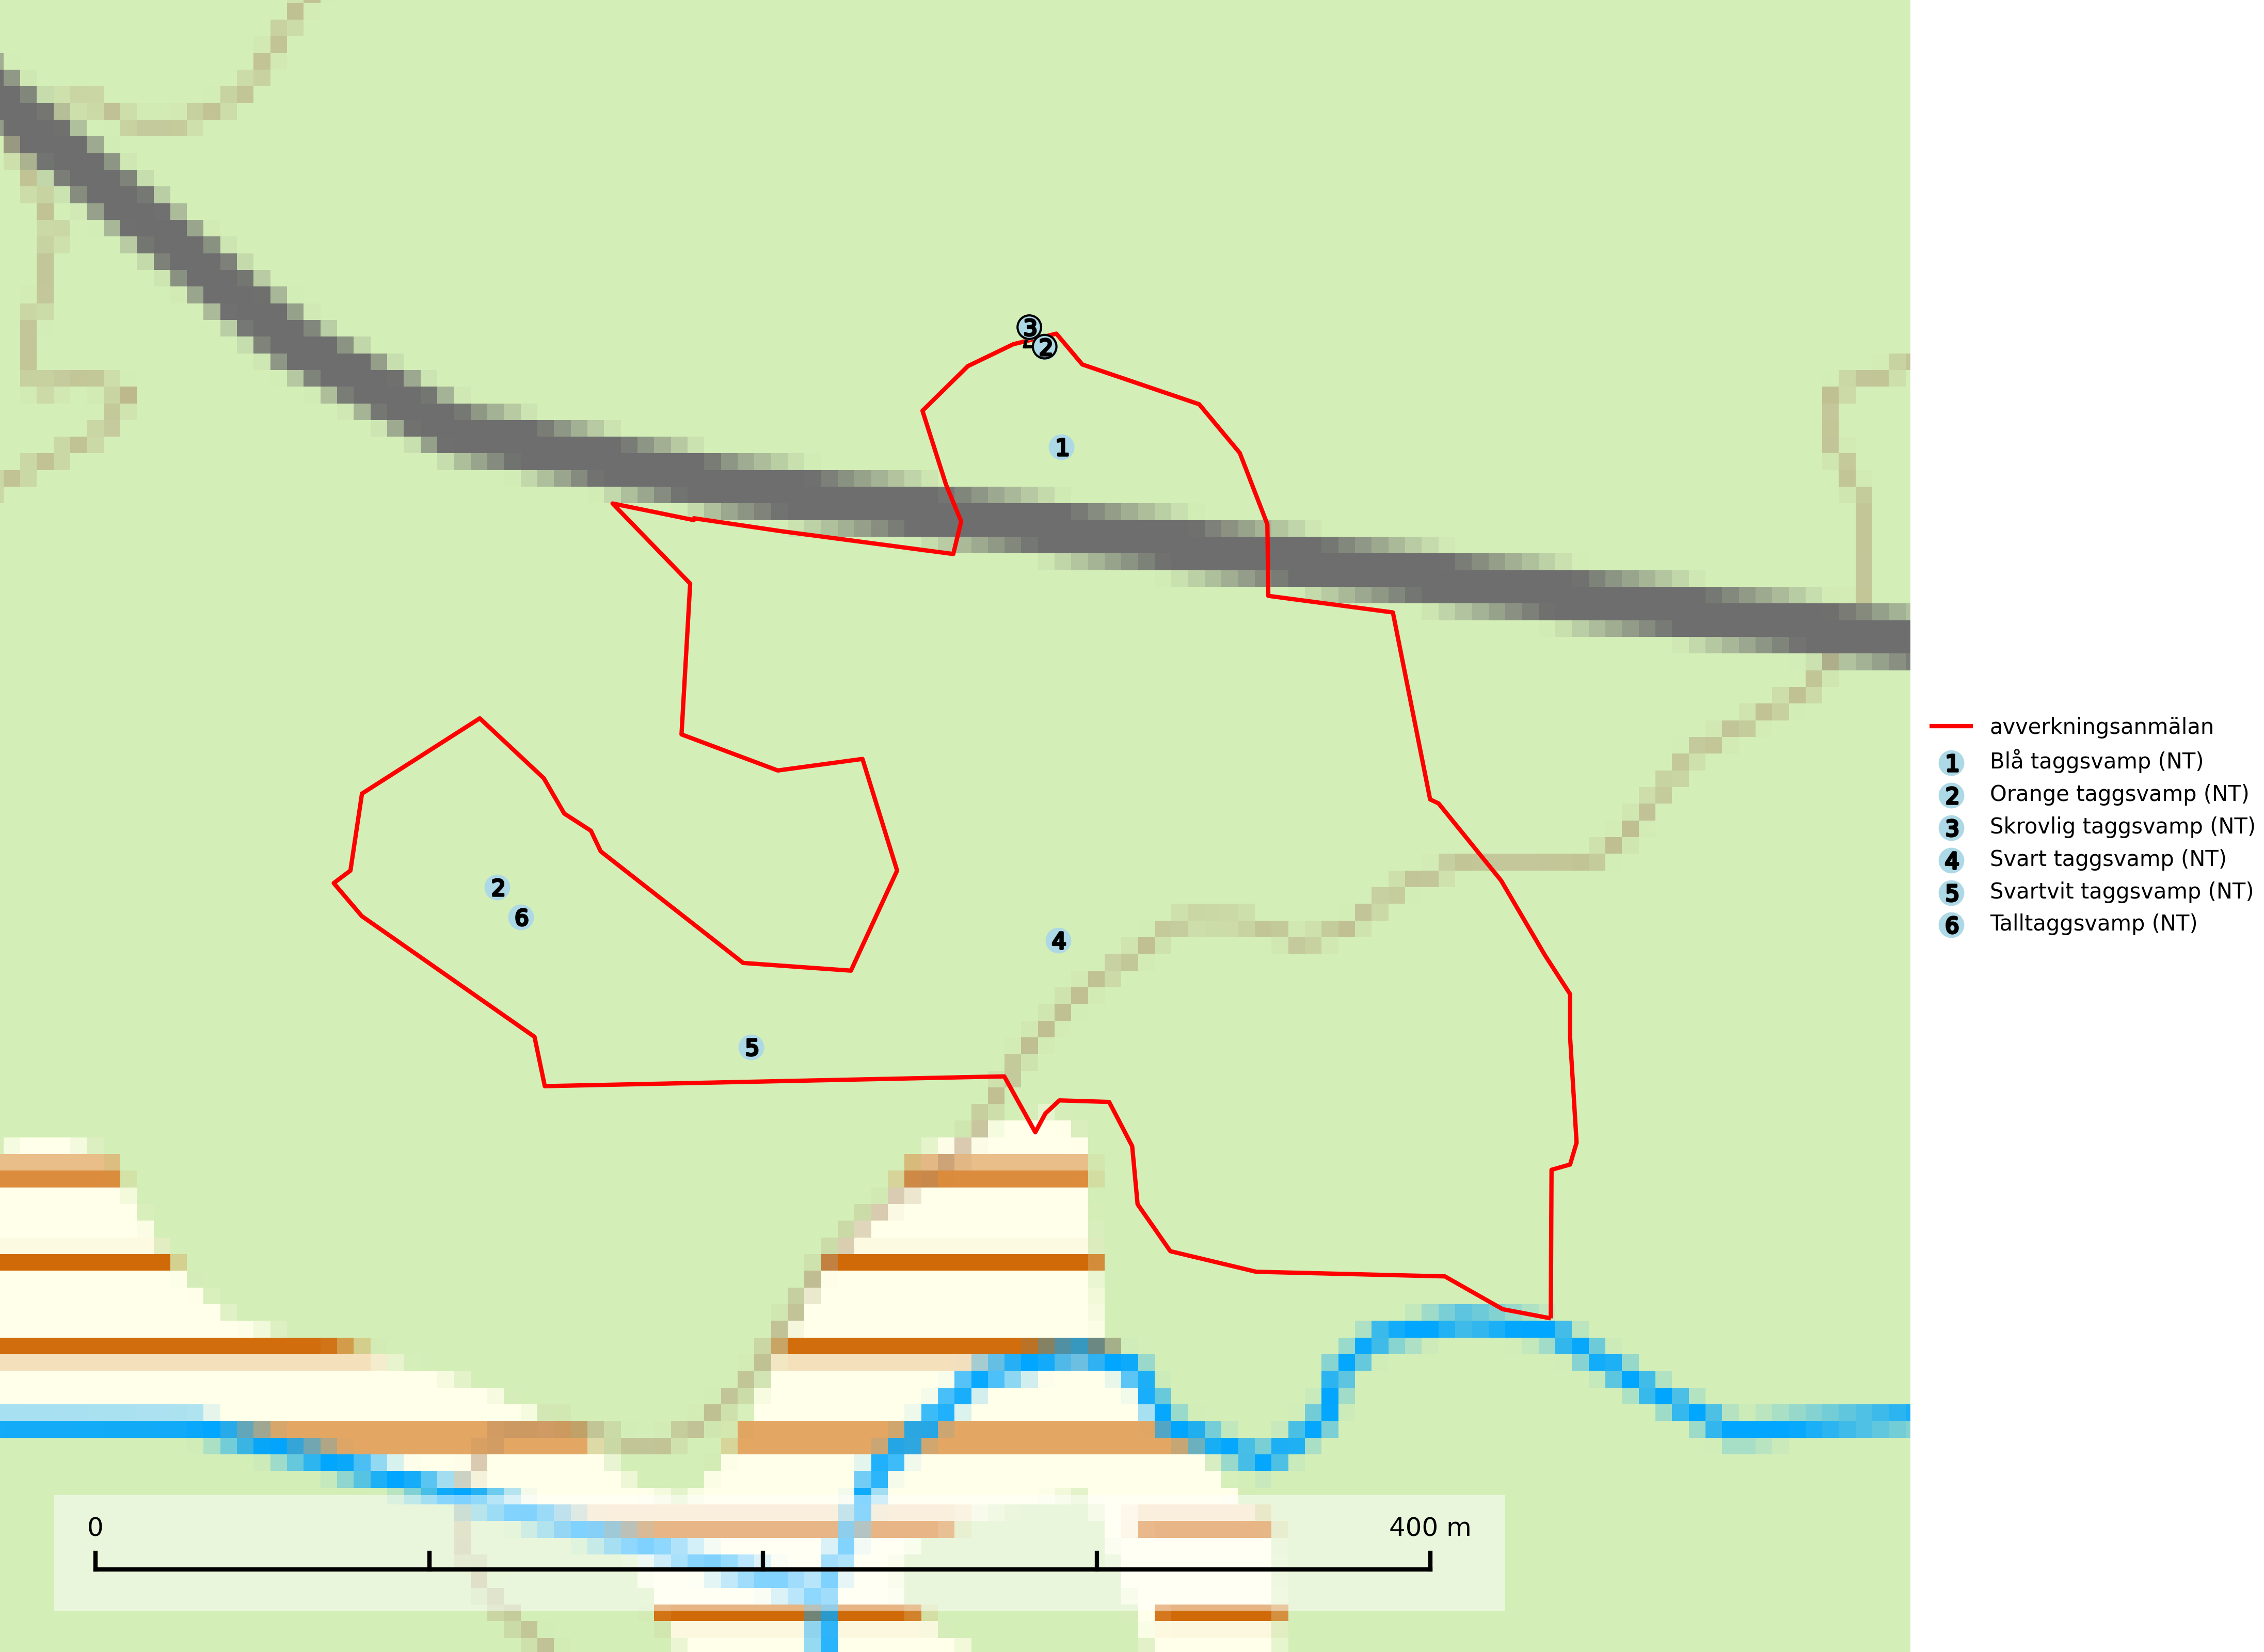 3
2
1
2
6
4
5
avverkningsanmälan
1 Blå taggsvamp (NT)
2 Orange taggsvamp (NT)
3 Skrovlig taggsvamp (NT)
4 Svart taggsvamp (NT)
5 Svartvit taggsvamp (NT)
6 Talltaggsvamp (NT)
0 400 m